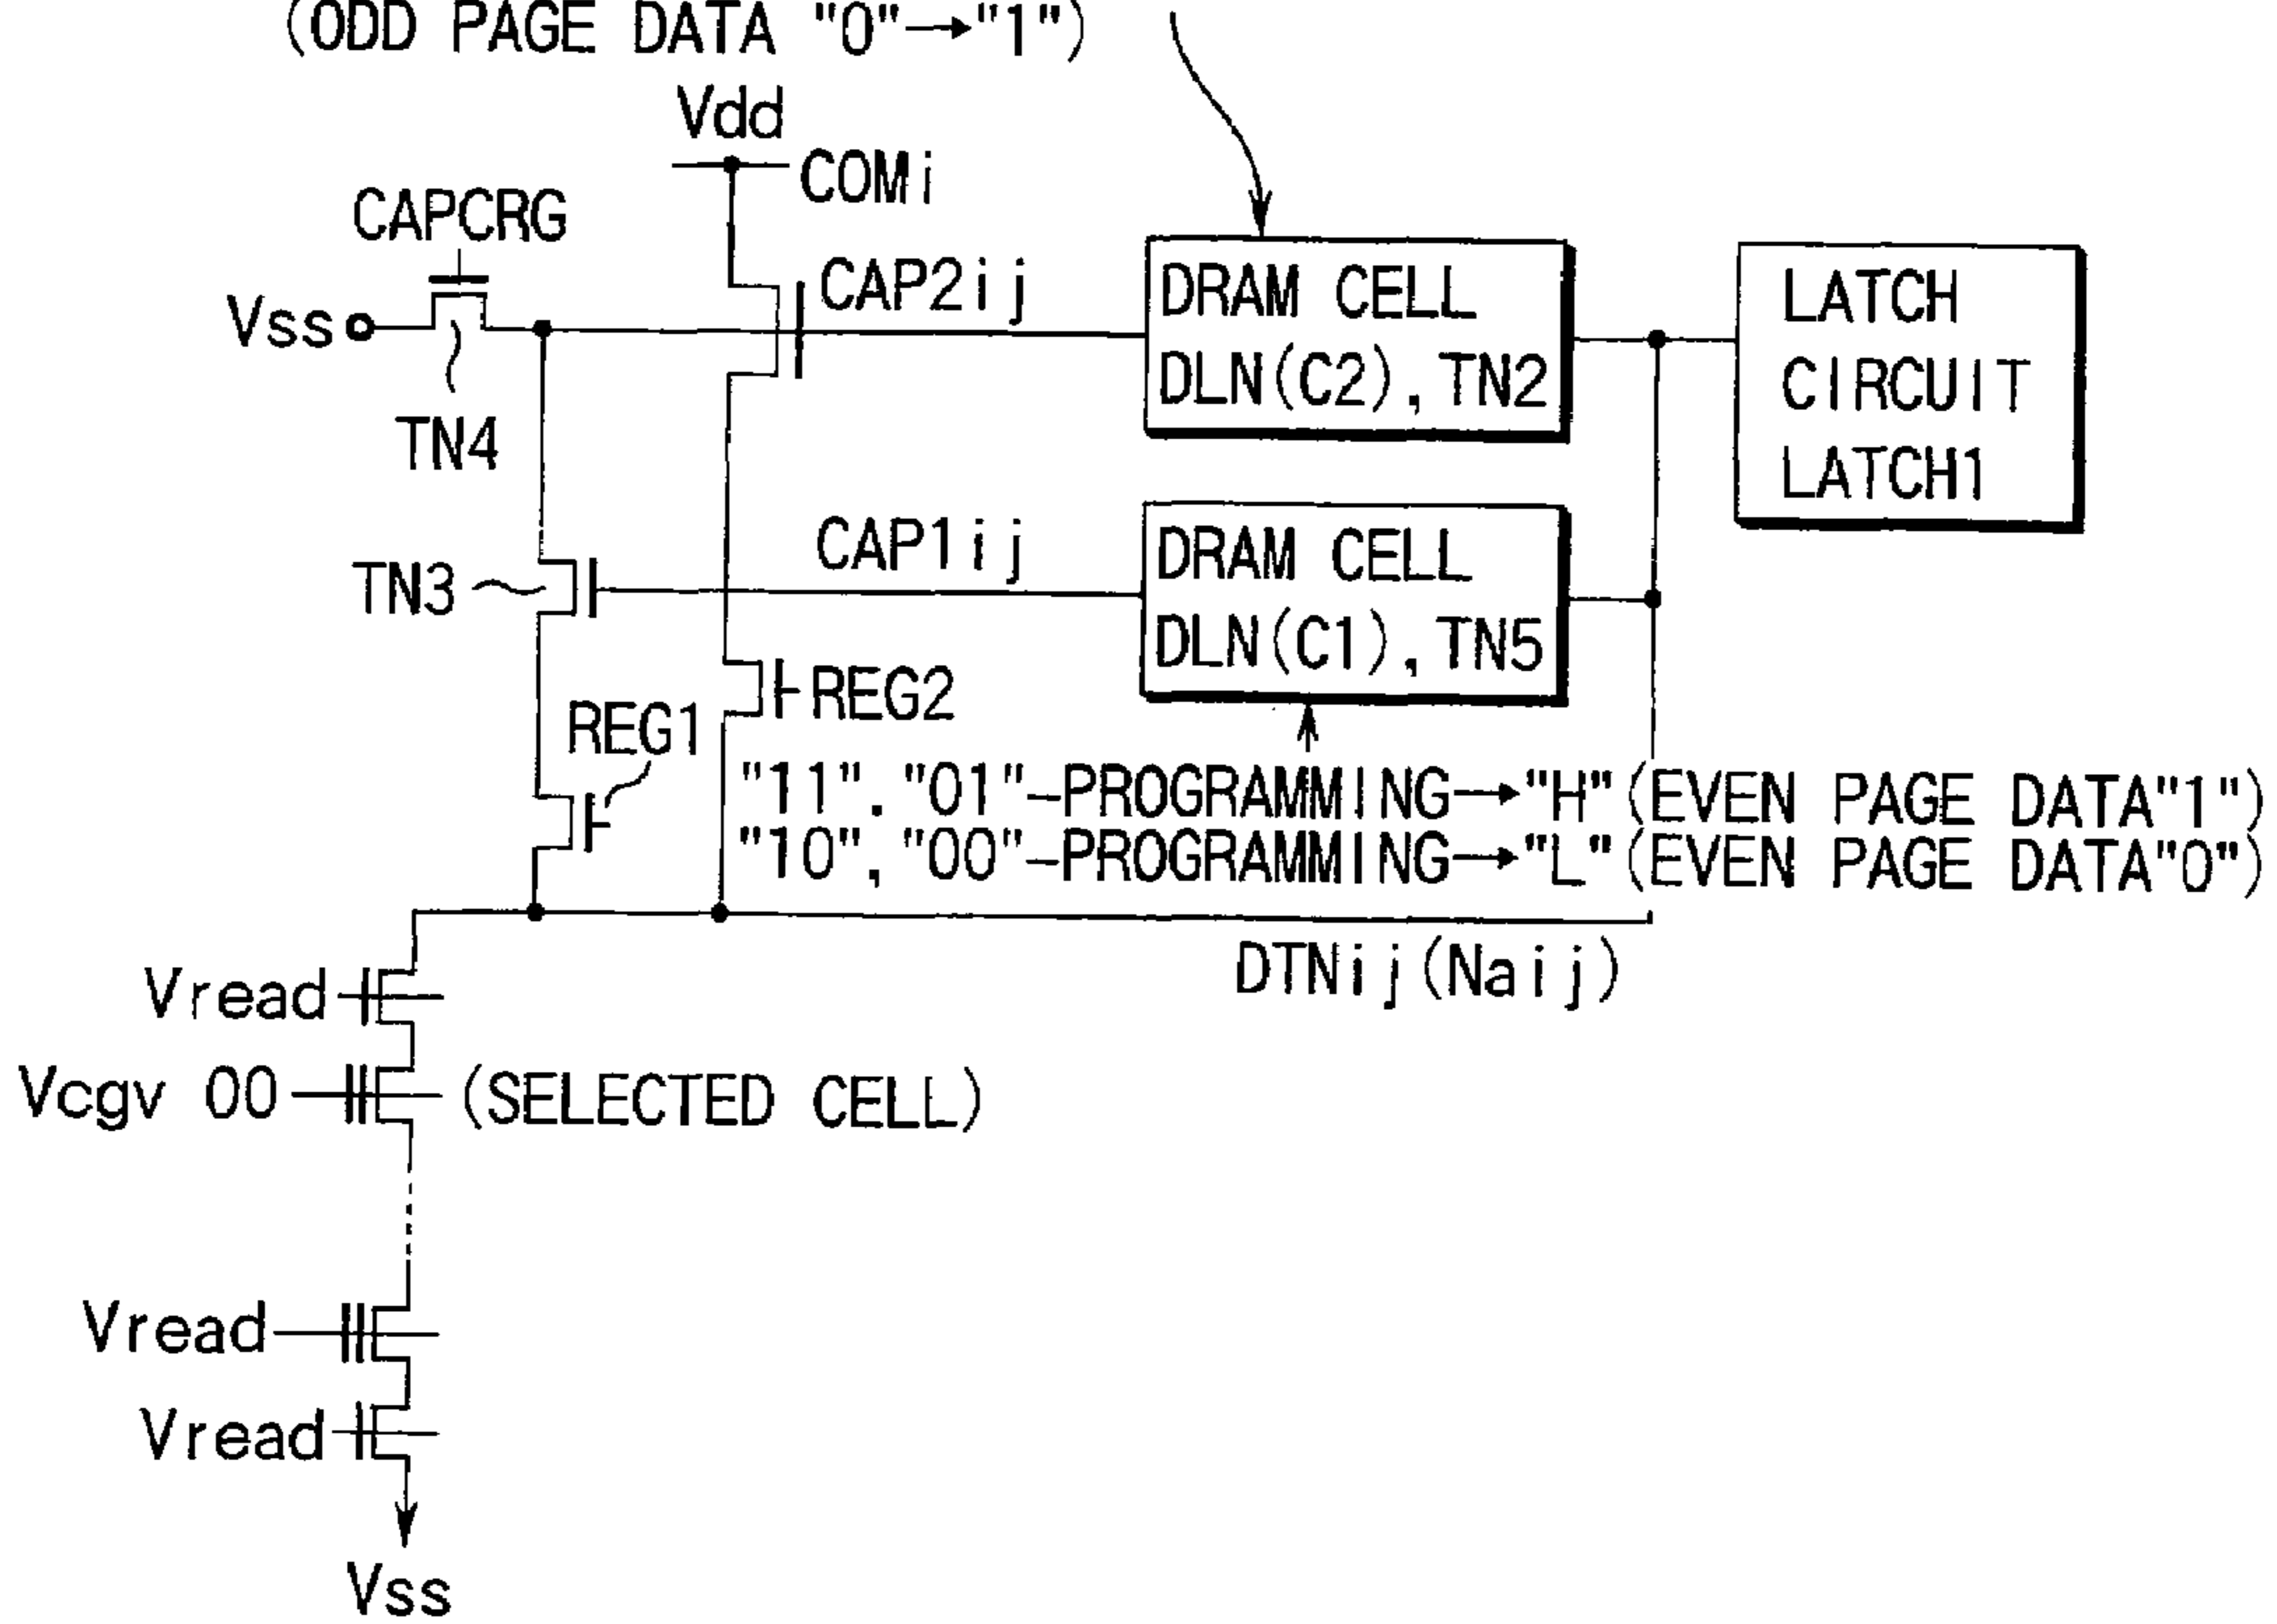 (ODD PAGE DATA "0"→"1")
Vdd
COMi
CAPCRG
CAP2ij
Vss
TN4
DRAM CELL
DLN(C2), TN2
LATCH
CIRCUIT
LATCH1
CAP1ij
TN3
DRAM CELL
DLN(C1), TN5
REG2
REG1
"11", "01"-PROGRAMMING→"H"(EVEN PAGE DATA"1")
"10", "00"-PROGRAMMING→"L"(EVEN PAGE DATA"0")
DTNij(Naij)
Vread
Vcgv 00
(SELECTED CELL)
Vread
Vread
Vss